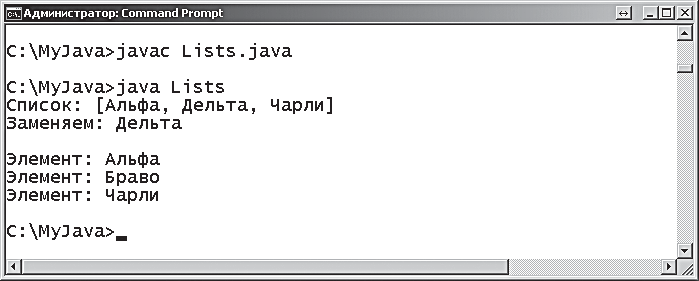 Администратор: Command Prompt
C:\MyJava>javac Lists.java
C:\MyJava>java Lists
Список: [Альфа, Дельта, Чарли]
Заменяем: Дельта
Элемент: Альфа
Элемент: Браво
Элемент: Чарли
C:\MyJava>